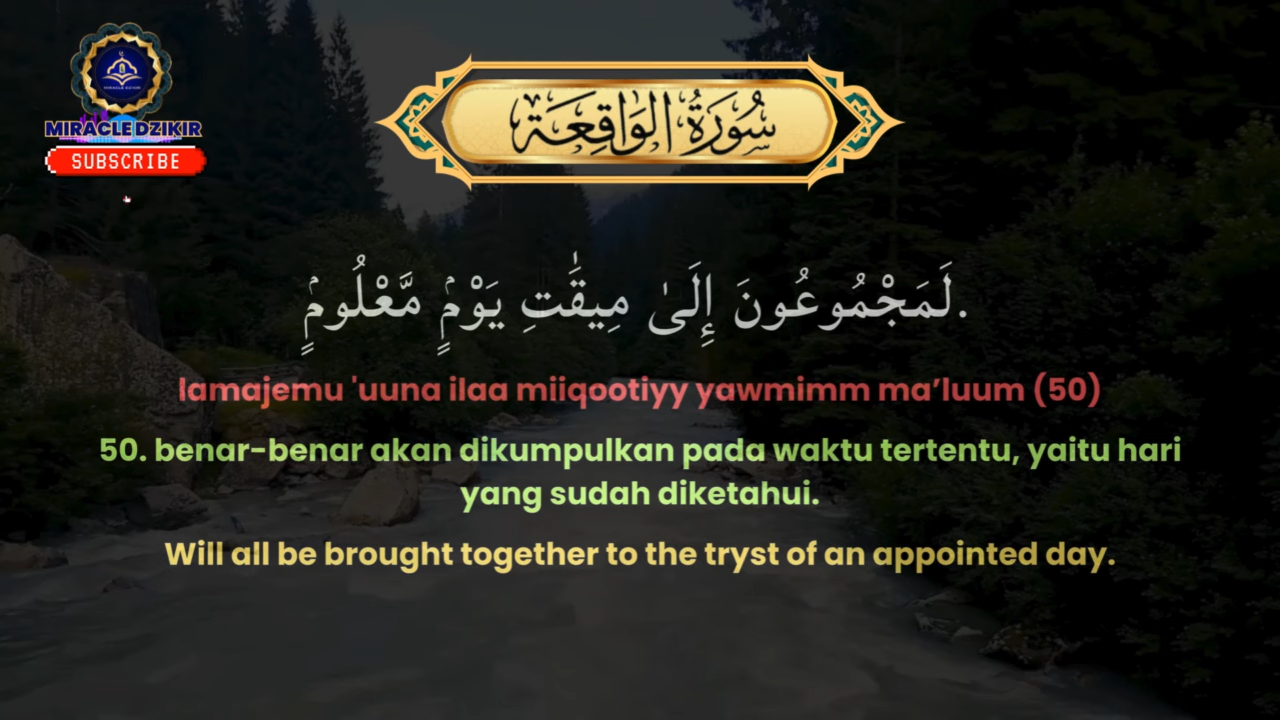 MIRACLE DZIKIR
SUBSCRIBE
سُورَةُ الوَاقِعَة
لَمَجْمُوعُونَ إِلَىٰ مِيقَٰتِ يَوْمٍۢ مَّعْلُومٍۢ.
lamajemu 'uuna ilaa miiqootiyy yawmimm ma’luum (50)
50. benar-benar akan dikumpulkan pada waktu tertentu, yaitu hari
yang sudah diketahui.
Will all be brought together to the tryst of an appointed day.